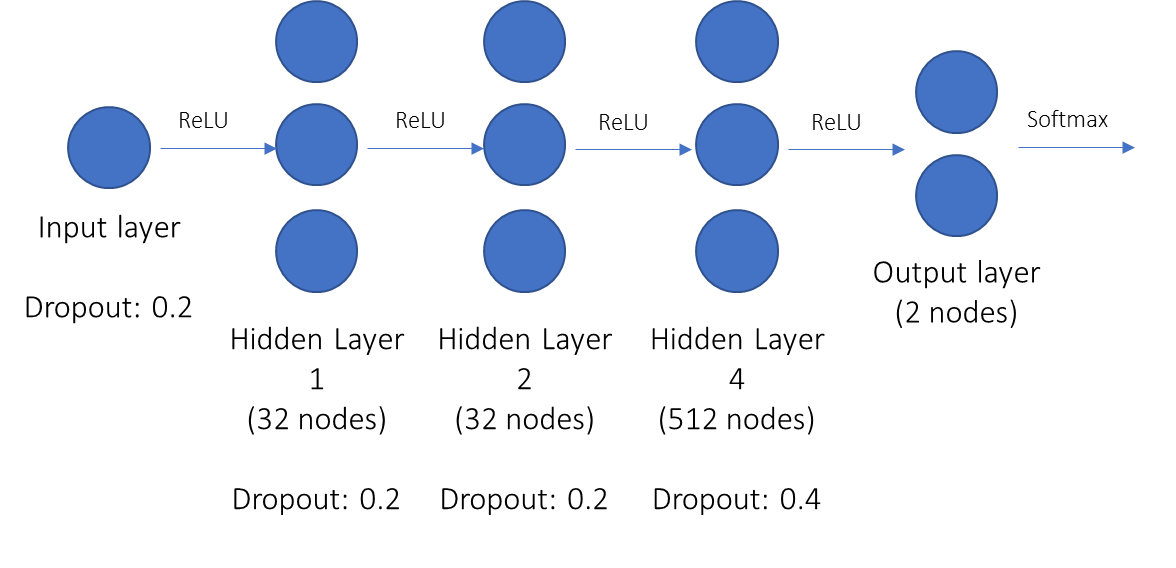 ReLU
ReLU
ReLU
ReLU
Softmax
Input layer
Dropout: 0.2
Hidden Layer
1
(32 nodes)
Dropout: 0.2
Hidden Layer
2
(32 nodes)
Dropout: 0.2
Hidden Layer
4
(512 nodes)
Dropout: 0.4
Output layer
(2 nodes)